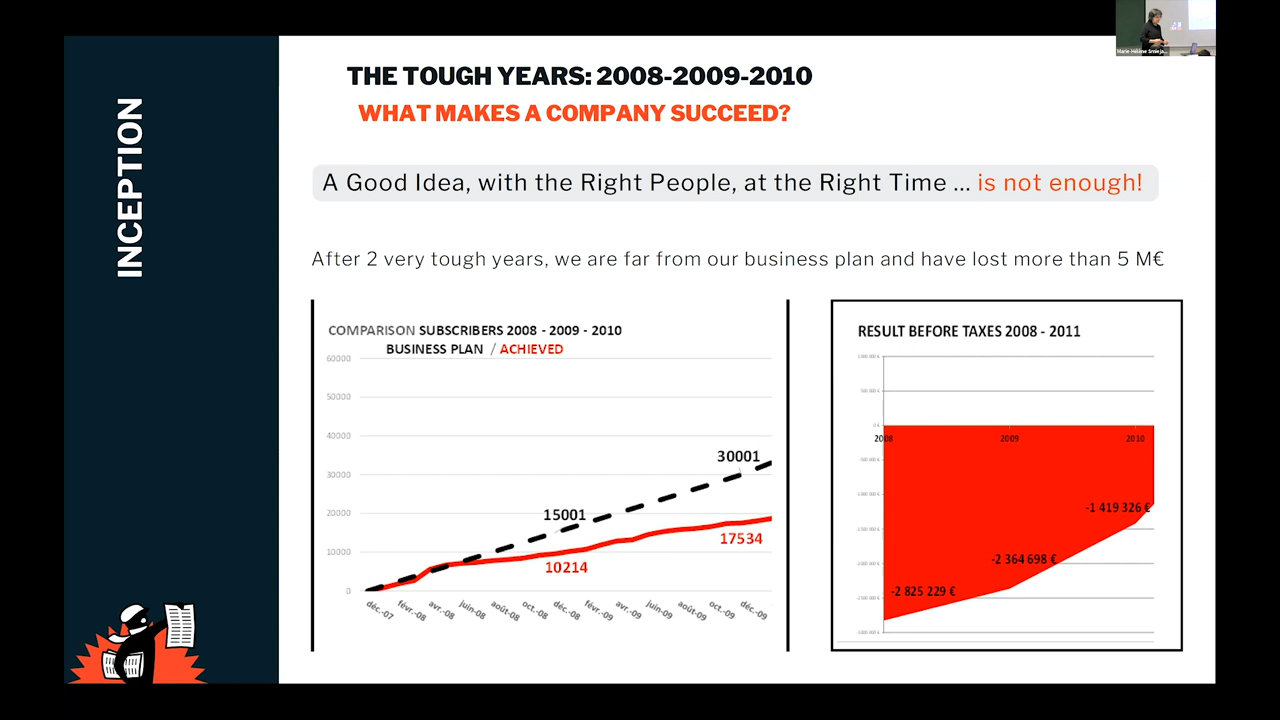 Marie-Hélène Smieja...
INCEPTION
THE TOUGH YEARS: 2008-2009-2010
WHAT MAKES A COMPANY SUCCEED?
A Good Idea, with the Right People, at the Right Time ... is not enough!
After 2 very tough years, we are far from our business plan and have lost more than 5 M€
COMPARISON SUBSCRIBERS 2008 - 2009 - 2010
BUSINESS PLAN / ACHIEVED
60000
50000
40000
30000
20000
10000
0
30001
15001
17534
10214
déc.-07
févr.-08
avr.-08
juin-08
août-08
oct.-08
déc.-08
févr.-09
avr.-09
juin-09
août-09
oct.-09
déc.-09
RESULT BEFORE TAXES 2008 - 2011
0 €
2008
2009
2010
-1 419 326 €
-2 364 698 €
-2 825 229 €